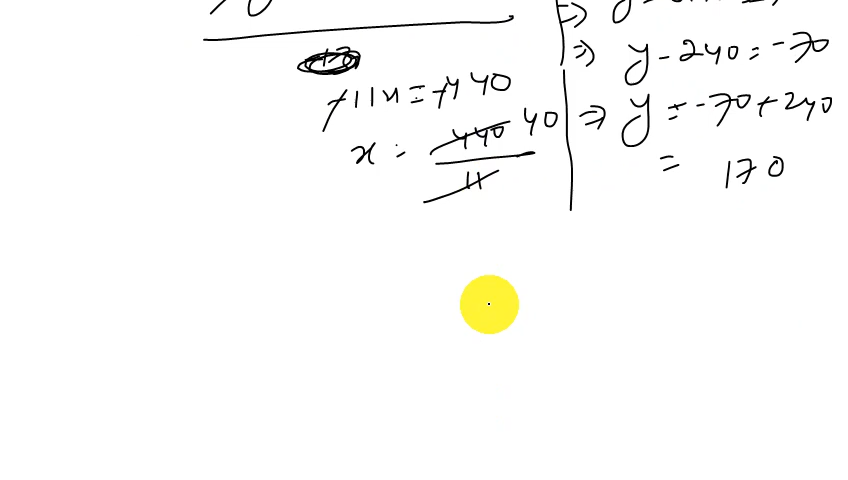 -11x = -440
x = 440/11 40
⇒ y - 240 = -70
⇒ y = -70 + 240
= 170